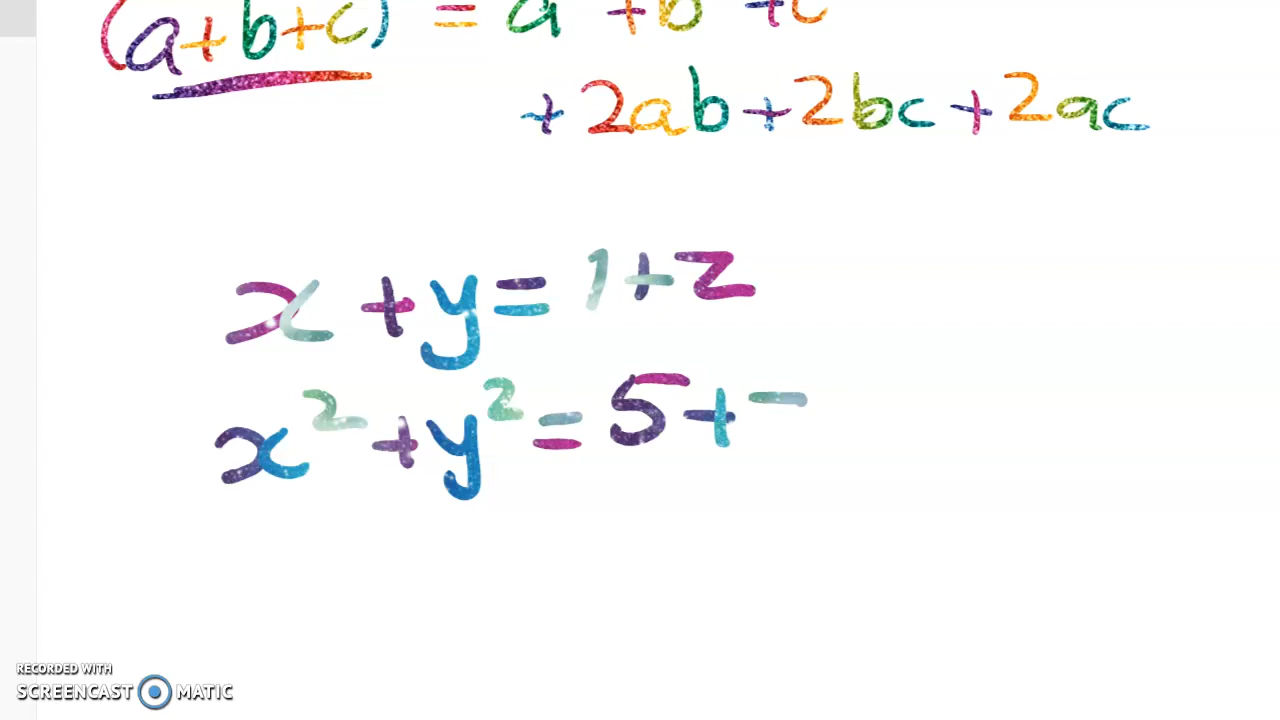 (a+b+c) = a +b +c
+2ab+2bc+2ac
x+y=1+z
x²+y²=5+
RECORDED WITH
SCREENCAST MATIC